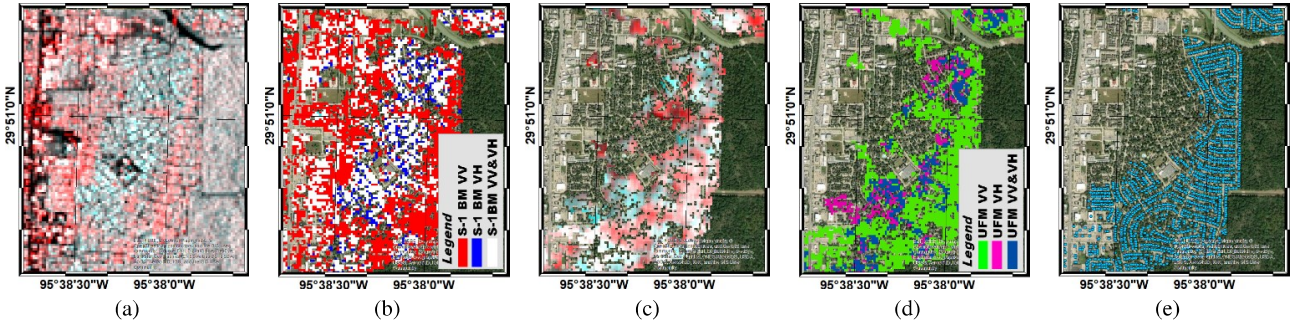 29°51'0"N
95°38'30"W 95°38'0"W
(a)
Legend
S-1 BM VV
S-1 BM VH
S-1BM VV&VH
29°51'0"N
95°38'30"W 95°38'0"W
(b)
29°51'0"N
95°38'30"W 95°38'0"W
(c)
Legend
UFM VV
UFM VH
UFM VV&VH
29°51'0"N
95°38'30"W 95°38'0"W
(d)
29°51'0"N
95°38'30"W 95°38'0"W
(e)